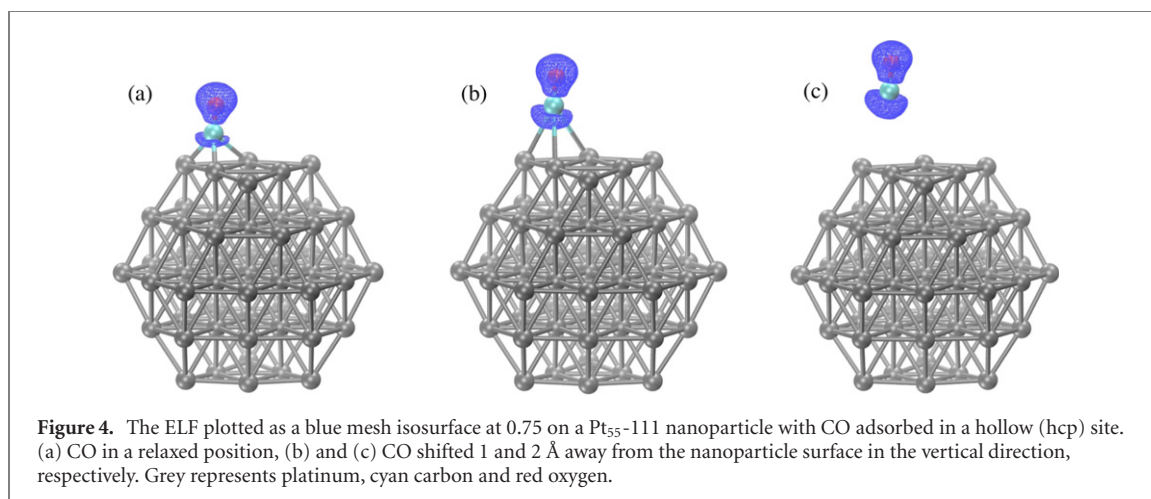 (a)
(b)
(c)
Figure 4. The ELF plotted as a blue mesh isosurface at 0.75 on a Pt₅₅-111 nanoparticle with CO adsorbed in a hollow (hcp) site.
(a) CO in a relaxed position, (b) and (c) CO shifted 1 and 2 Å away from the nanoparticle surface in the vertical direction,
respectively. Grey represents platinum, cyan carbon and red oxygen.